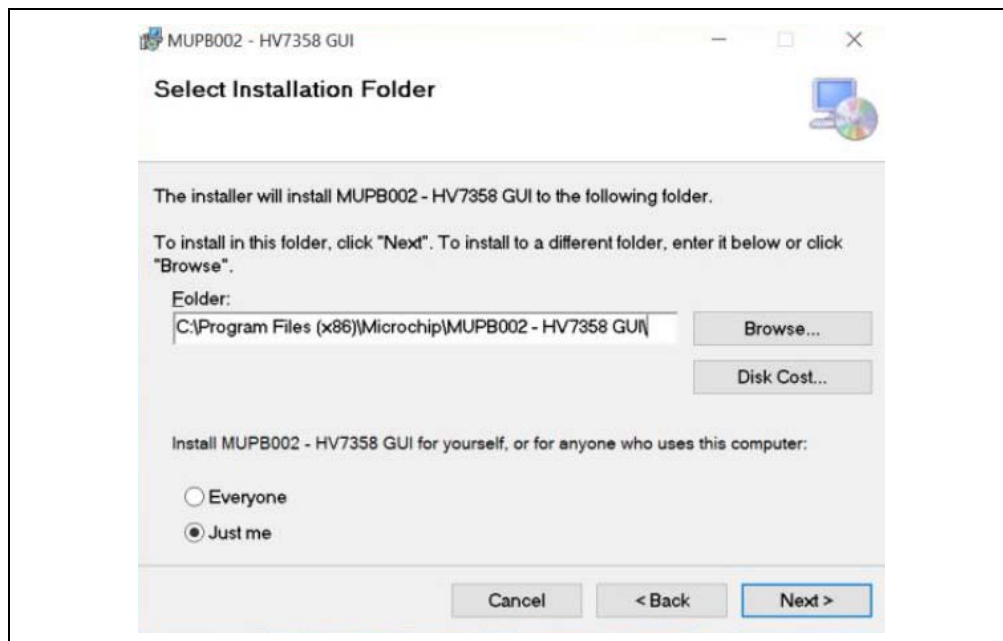 MUPB002 - HV7358 GUI
Select Installation Folder
The installer will install MUPB002 - HV7358 GUI to the following folder.
To install in this folder, click "Next". To install to a different folder, enter it below or click
"Browse".
Folder:
C:\Program Files (x86)\Microchip\MUPB002 - HV7358 GUI\
Browse...
Disk Cost...
Install MUPB002 - HV7358 GUI for yourself, or for anyone who uses this computer:
Everyone
Just me
Cancel
< Back
Next >